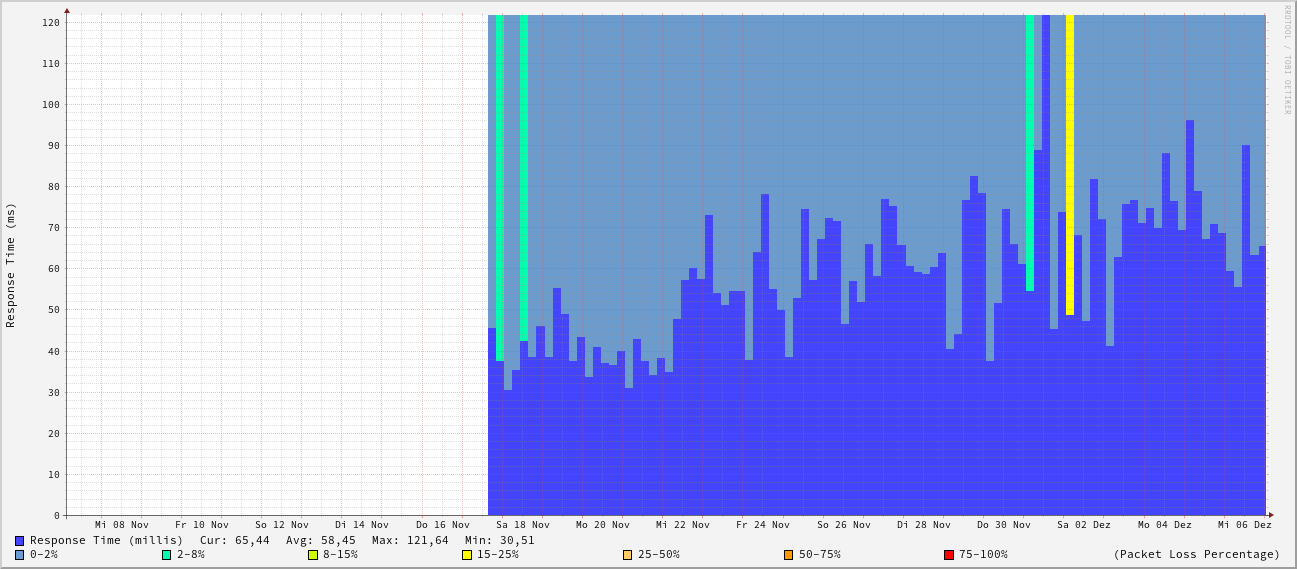 RRDTOOL / TOBI OETIKER
Response Time (ms)
120
110
100
90
80
70
60
50
40
30
20
10
0
Mi 08 Nov Fr 10 Nov So 12 Nov Di 14 Nov Do 16 Nov Sa 18 Nov Mo 20 Nov Mi 22 Nov Fr 24 Nov So 26 Nov Di 28 Nov Do 30 Nov Sa 02 Dez Mo 04 Dez Mi 06 Dez
Response Time (millis) Cur: 65,44 Avg: 58,45 Max: 121,64 Min: 30,51
0-2% 2-8% 8-15% 15-25% 25-50% 50-75% 75-100% (Packet Loss Percentage)